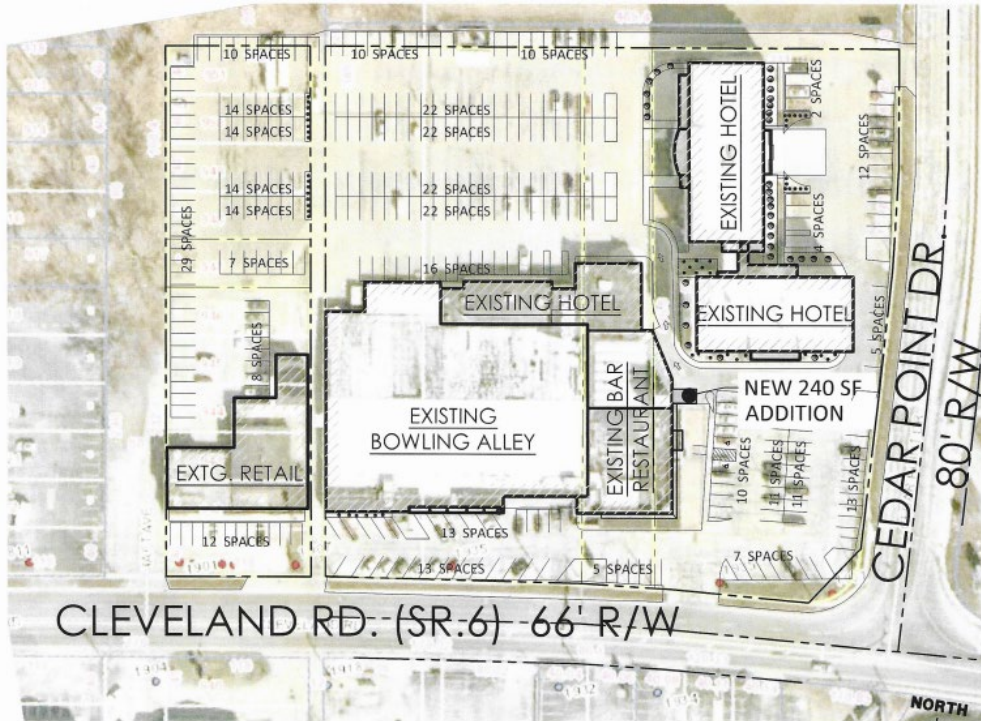 10 SPACES
10 SPACES
10 SPACES
14 SPACES
14 SPACES
22 SPACES
22 SPACES
14 SPACES
14 SPACES
22 SPACES
22 SPACES
29 SPACES
7 SPACES
16 SPACES
8 SPACES
EXISTING HOTEL
2 SPACES
12 SPACES
4 SPACES
EXISTING HOTEL
EXISTING HOTEL
5 SPACES
NEW 240 SF
ADDITION
EXISTING
BOWLING ALLEY
EXISTING BAR
RESTAURANT
EXTG. RETAIL
10 SPACES
11 SPACES
11 SPACES
13 SPACES
12 SPACES
13 SPACES
13 SPACES
5 SPACES
7 SPACES
CEDAR POINT DR.
80' R/W
CLEVELAND RD. (SR.6) 66' R/W
NORTH